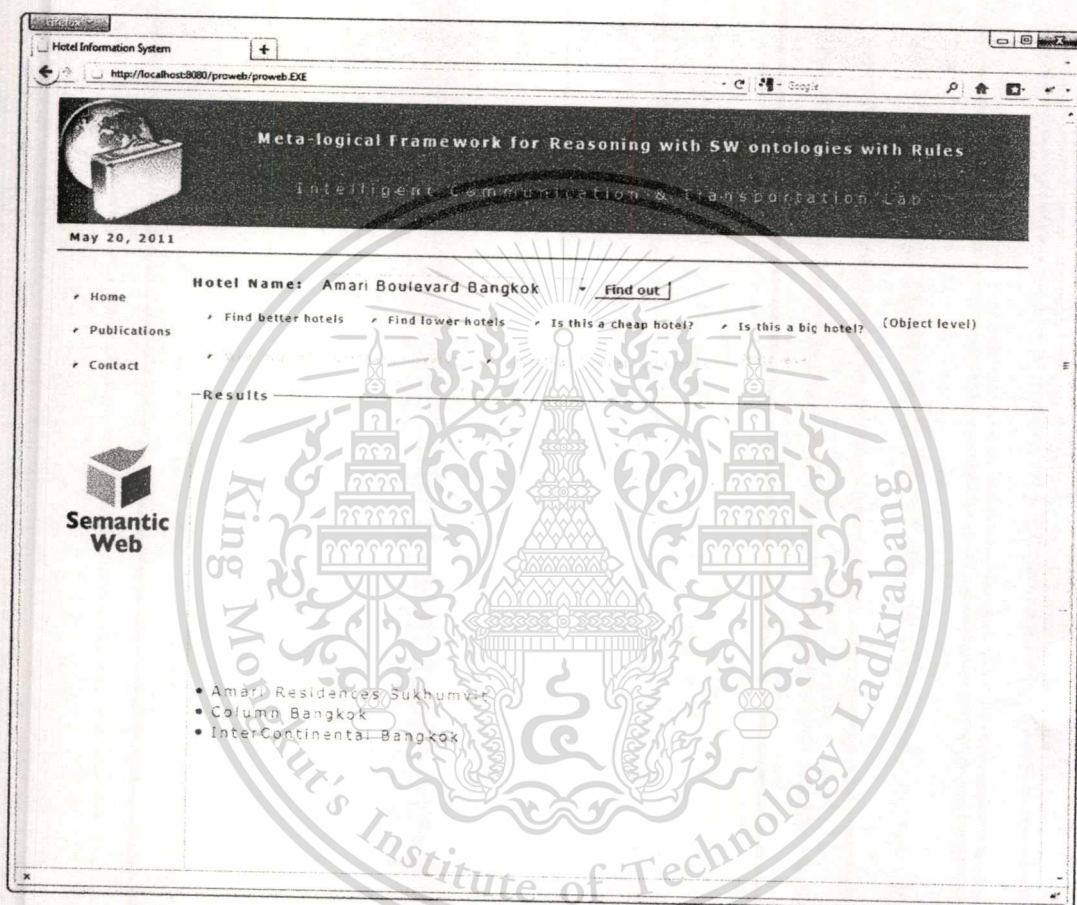 Hotel Information System +
http://localhost:8080/proweb/proweb.EXE
Google
Meta-logical Framework for Reasoning with SW ontologies with Rules
Intelligent Communication & Transportation Lab
May 20, 2011
Hotel Name: Amari Boulevard Bangkok Find out
Home
Find better hotels Find lower hotels Is this a cheap hotel? Is this a big hotel? (Object level)
Publications
Contact
Results
Semantic
Web
Amari Residences Sukhumvit
Column Bangkok
InterContinental Bangkok
King Mongkut's Institute of Technology Ladkrabang